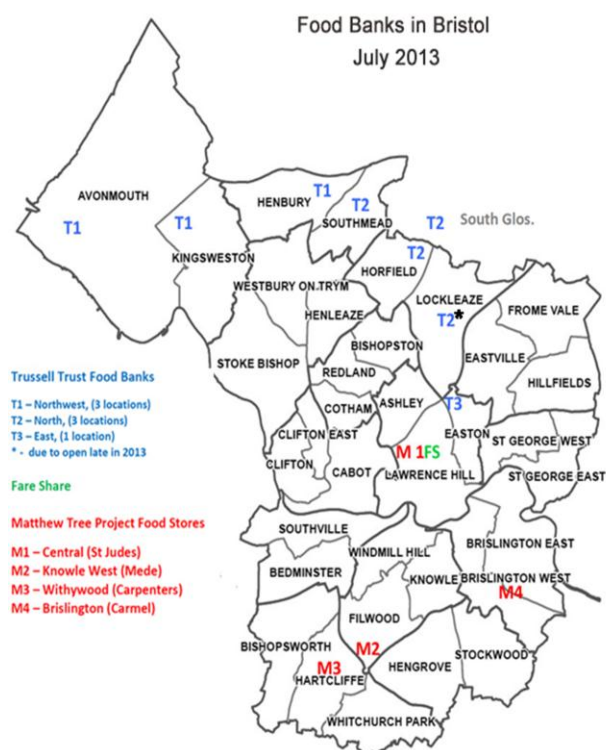 Food Banks in Bristol
July 2013
AVONMOUTH
T1
T1
KINGSWESTON
HENBURY
T1
T2
SOUTHMEAD
T2
South Glos.
T2
HORFIELD
WESTBURY ON TRYM
HENLEAZE
LOCKLEAZE
T2*
FROME VALE
BISHOPSTON
EASTVILLE
STOKE BISHOP
REDLAND
HILLFIELDS
COTHAM
ASHLEY
T3
CLIFTON EAST
EASTON
ST GEORGE WEST
M 1FS
CLIFTON
CABOT
LAWRENCE HILL
ST GEORGE EAST
Trussell Trust Food Banks
T1 – Northwest, (3 locations)
T2 – North, (3 locations)
T3 – East, (1 location)
* - due to open late in 2013
Fare Share
Matthew Tree Project Food Stores
M1 – Central (St Judes)
M2 – Knowle West (Mede)
M3 – Withywood (Carpenters)
M4 – Brislington (Carmel)
SOUTHVILLE
WINDMILL HILL
BRISLINGTON EAST
BEDMINSTER
KNOWLE
BRISLINGTON WEST
M4
FILWOOD
BISHOPSWORTH
M2
STOCKWOOD
M3
HENGROVE
HARTCLIFFE
WHITCHURCH PARK